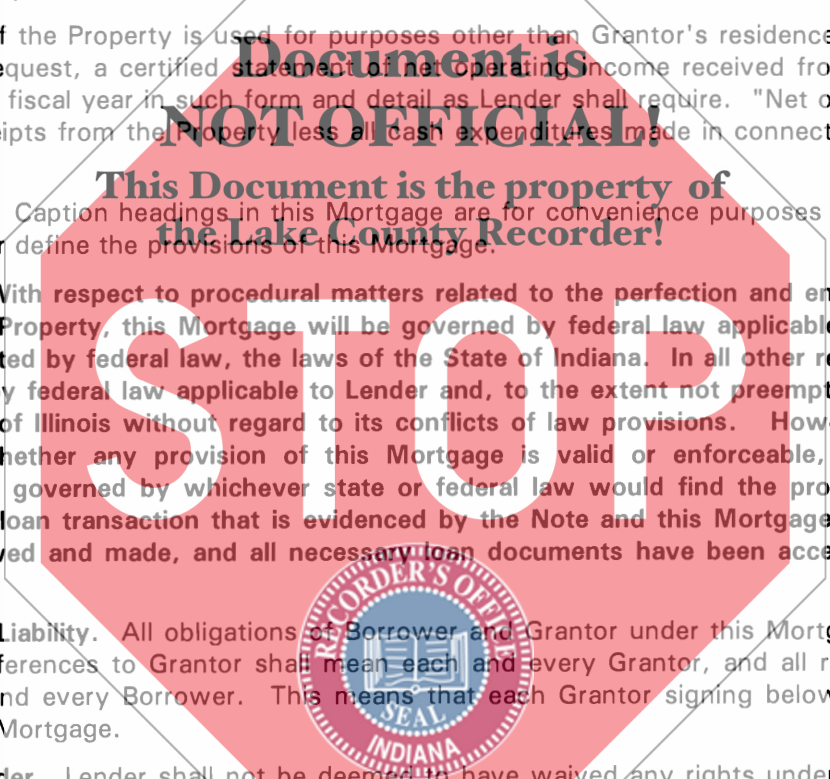 f the Property is used for purposes other than Grantor's residence
equest, a certified statement of net operating income received fro
fiscal year in such form and detail as Lender shall require. "Net o
ipts from the Property less all cash expenditures made in connect
Document is
NOT OFFICIAL!
This Document is the property of
the Lake County Recorder!
Caption headings in this Mortgage are for convenience purposes
r define the provisions of this Mortgage.
With respect to procedural matters related to the perfection and en
Property, this Mortgage will be governed by federal law applicable
ted by federal law, the laws of the State of Indiana. In all other re
y federal law applicable to Lender and, to the extent not preempt
of Illinois without regard to its conflicts of law provisions. How
hether any provision of this Mortgage is valid or enforceable,
governed by whichever state or federal law would find the pro
loan transaction that is evidenced by the Note and this Mortgage
ved and made, and all necessary loan documents have been acce
STOP
Liability. All obligations of Borrower and Grantor under this Mortg
ferences to Grantor shall mean each and every Grantor, and all r
nd every Borrower. This means that each Grantor signing below
Mortgage.
der. Lender shall not be deemed to have waived any rights unde
RECORDER'S OFFICE
SEAL
INDIANA